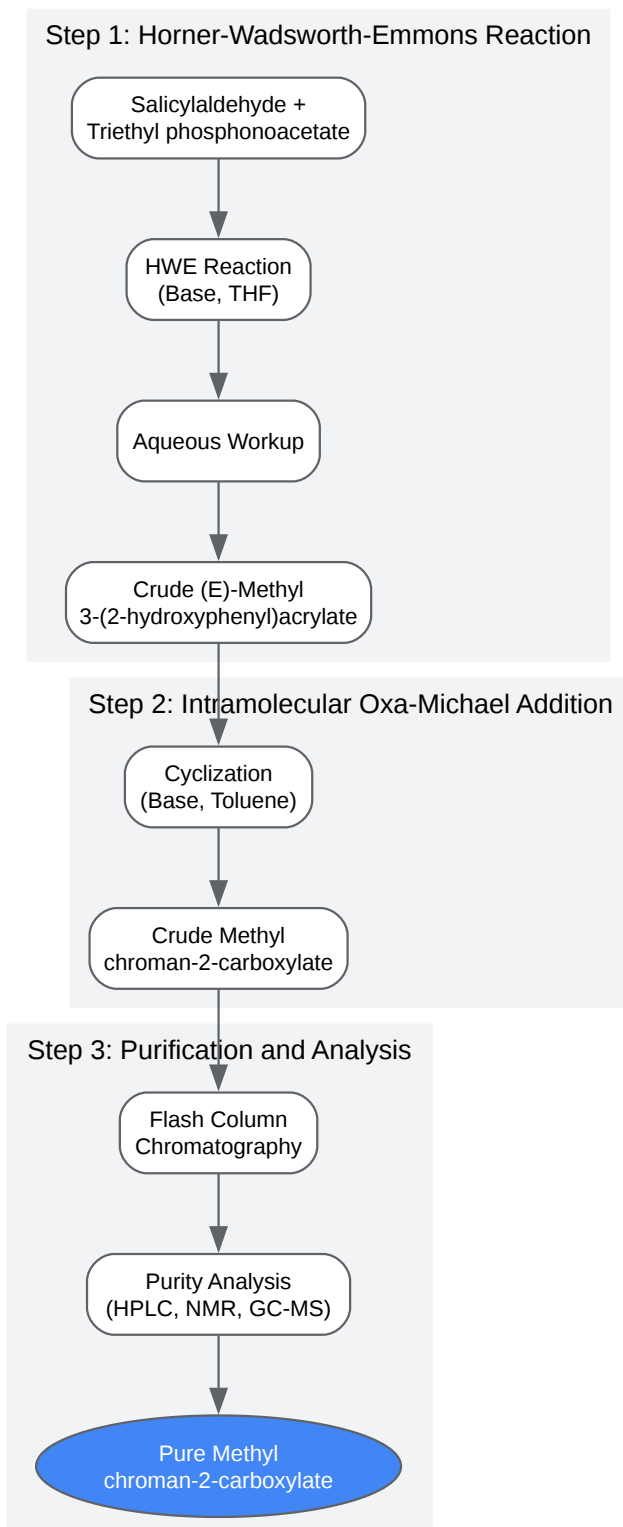 Step 1: Horner-Wadsworth-Emmons Reaction
Salicylaldehyde +
Triethyl phosphonoacetate
HWE Reaction
(Base, THF)
Aqueous Workup
Crude (E)-Methyl
3-(2-hydroxyphenyl)acrylate
Step 2: Intramolecular Oxa-Michael Addition
Cyclization
(Base, Toluene)
Crude Methyl
chroman-2-carboxylate
Step 3: Purification and Analysis
Flash Column
Chromatography
Purity Analysis
(HPLC, NMR, GC-MS)
Pure Methyl
chroman-2-carboxylate